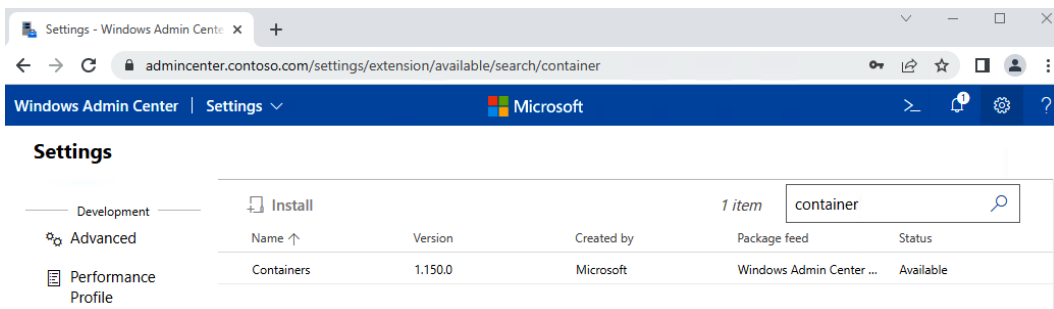 Settings - Windows Admin Cente
admincenter.contoso.com/settings/extension/available/search/container
Windows Admin Center | Settings Microsoft 1 ?
Settings
Development
Install 1 item container
Advanced
Name Version Created by Package feed Status
Containers 1.150.0 Microsoft Windows Admin Center ... Available
Performance
Profile